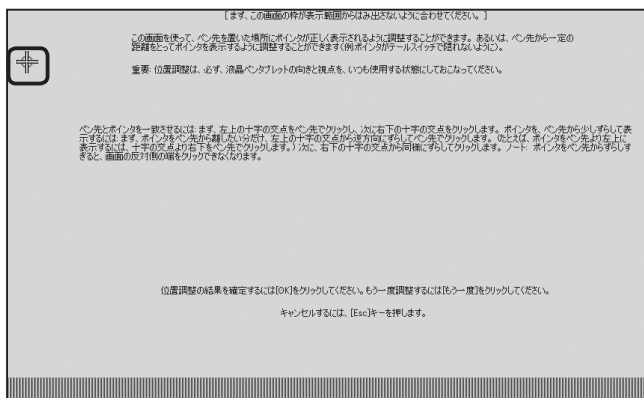 [ まず、この画面の枠が表示範囲からはみ出さないように合わせてください。 ]
この画面を使って、ペン先を置いた場所にポインタが正しく表示されるように調整することができます。あるいは、ペン先から一定の
距離をとってポインタを表示するように調整することができます(例:ポインタがテールスイッチで隠れないように)。
重要: 位置調整は、必ず、液晶ペンタブレットの向きと視点を、いつも使用する状態にしておこなってください。
ペン先とポインタを一致させるには: まず、左上の十字の交点をペン先でクリックし、次に右下の十字の交点をクリックします。 ポインタを、ペン先から少しずらして表
示するには: まず、ポインタをペン先から離したい分だけ、左上の十字の交点から逆方向にずらしてペン先でクリックします。 (たとえば、ポインタをペン先より左上に
表示するには、十字の交点より右下をペン先でクリックします。) 次に、右下の十字の交点から同様にずらしてクリックします。 ノート: ポインタをペン先からずらしす
ぎると、画面の反対側の端をクリックできなくなります。
位置調整の結果を確定するには[OK]をクリックしてください。もう一度調整するには[もう一度]をクリックしてください。
キャンセルするには、[Esc]キーを押します。